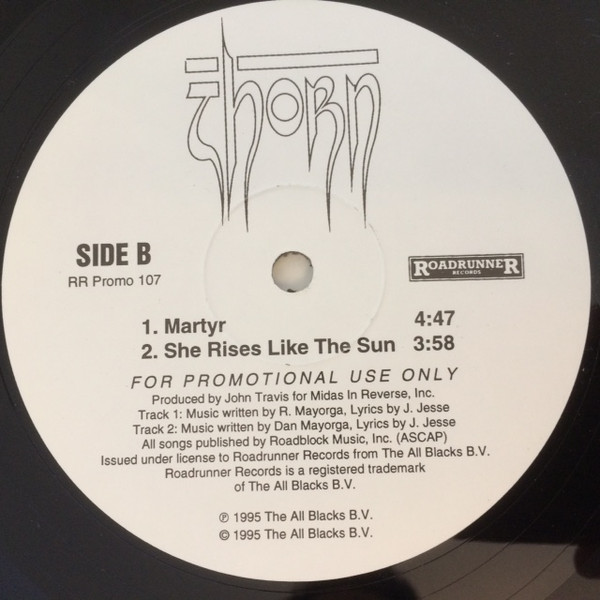 thorn
SIDE B
RR Promo 107
ROADRUNNER
RECORDS
1. Martyr 4:47
2. She Rises Like The Sun 3:58
FOR PROMOTIONAL USE ONLY
Produced by John Travis for Midas In Reverse, Inc.
Track 1: Music written by R. Mayorga, Lyrics by J. Jesse
Track 2: Music written by Dan Mayorga, Lyrics by J. Jesse
All songs published by Roadblock Music, Inc. (ASCAP)
Issued under license to Roadrunner Records from The All Blacks B.V.
Roadrunner Records is a registered trademark
of The All Blacks B.V.
℗ 1995 The All Blacks B.V.
© 1995 The All Blacks B.V.